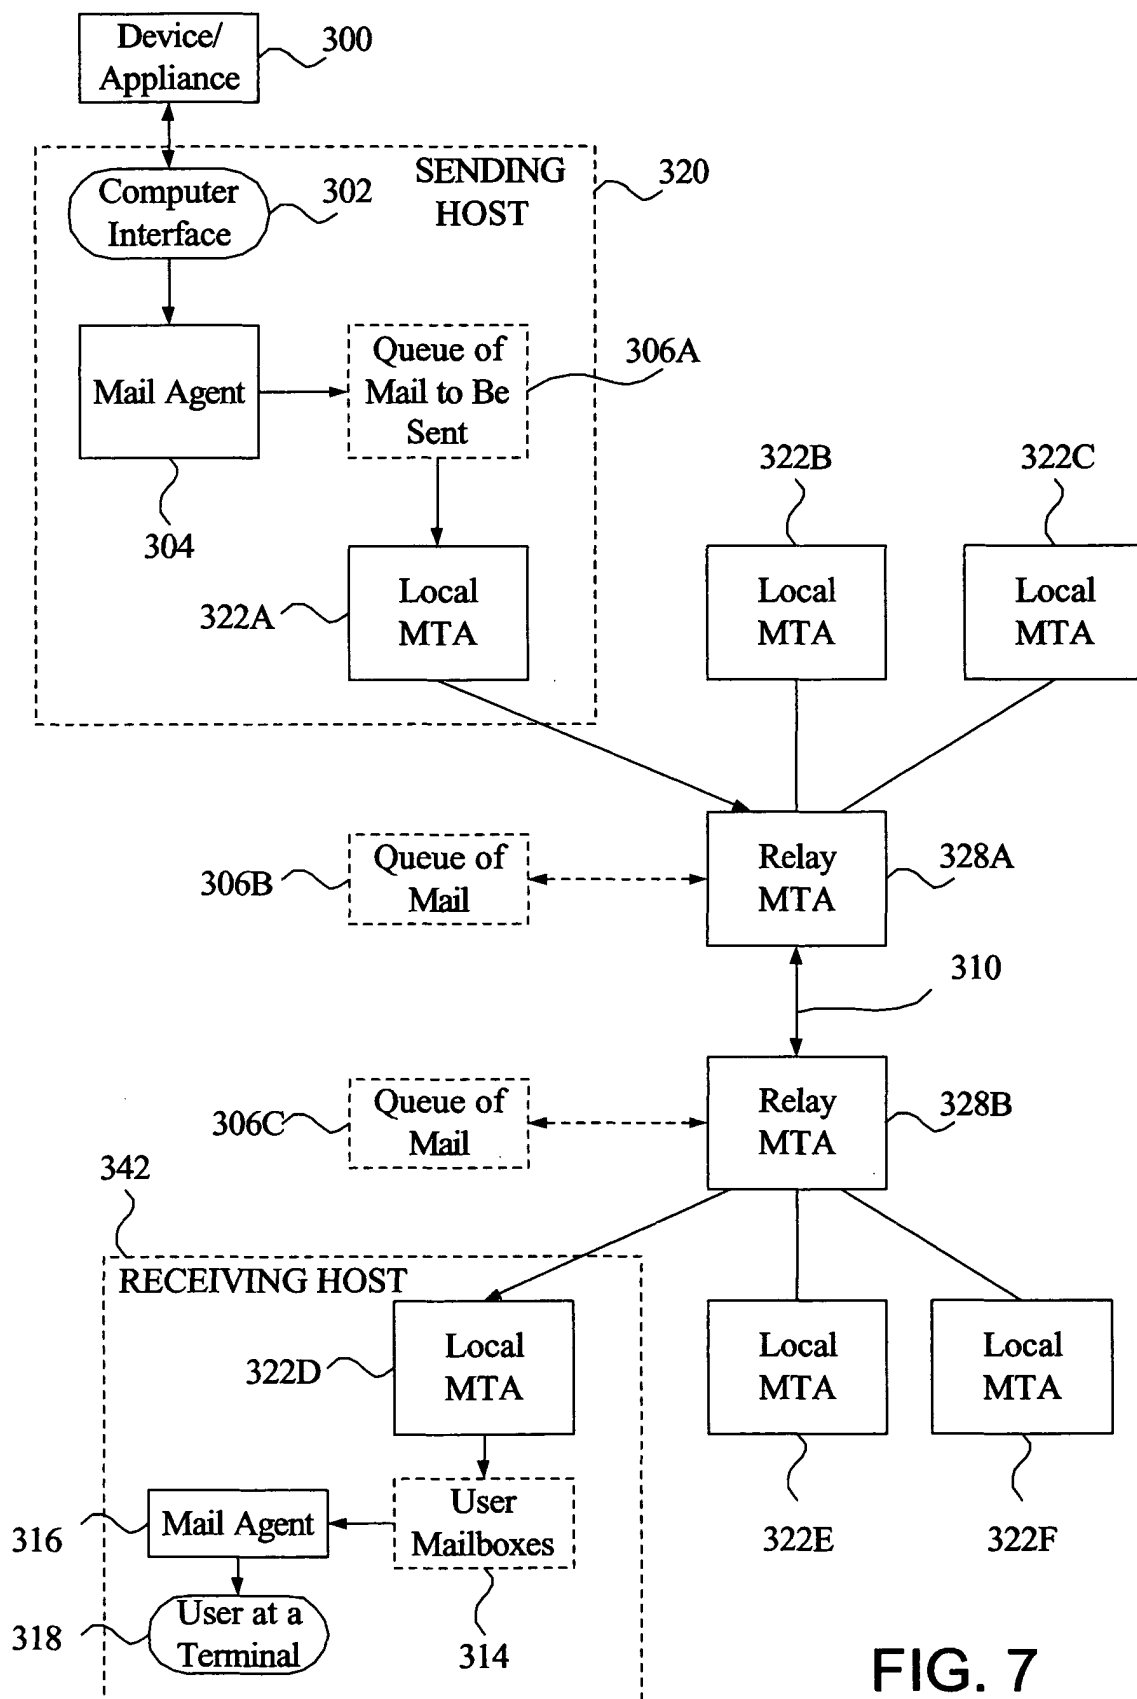 Device/
Appliance
300
SENDING
HOST
320
Computer
Interface
302
Mail Agent
304
Queue of
Mail to Be
Sent
306A
322B
322C
322A
Local
MTA
Local
MTA
Local
MTA
306B
Queue of
Mail
Relay
MTA
328A
310
306C
Queue of
Mail
Relay
MTA
328B
342
RECEIVING HOST
322D
Local
MTA
Local
MTA
Local
MTA
322E
322F
316
Mail Agent
User
Mailboxes
314
318
User at a
Terminal
FIG. 7